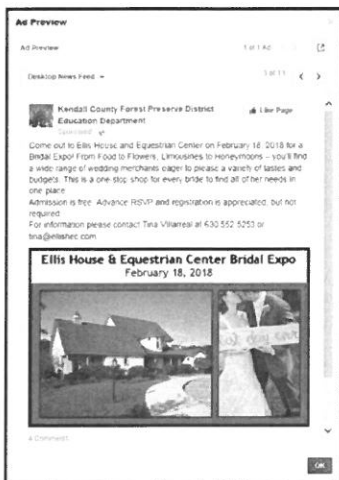 Ad Preview
Ad Preview
1 of 1 Ad
Desktop News Feed
1 of 11
Kendall County Forest Preserve District
Education Department
Like Page
Sponsored
Come out to Ellis House and Equestrian Center on February 18, 2018 for a
Bridal Expo! From Food to Flowers, Limousines to Honeymoons – you'll find
a wide range of wedding merchants eager to please a variety of tastes and
budgets. This is a one-stop shop for every bride to find all of her needs in
one place.
Admission is free. Advance RSVP and registration is appreciated, but not
required.
For information please contact Tina Villarreal at 630.552.5253 or
tina@ellishec.com
Ellis House & Equestrian Center Bridal Expo
February 18, 2018
best day ever
4 Comments
OK